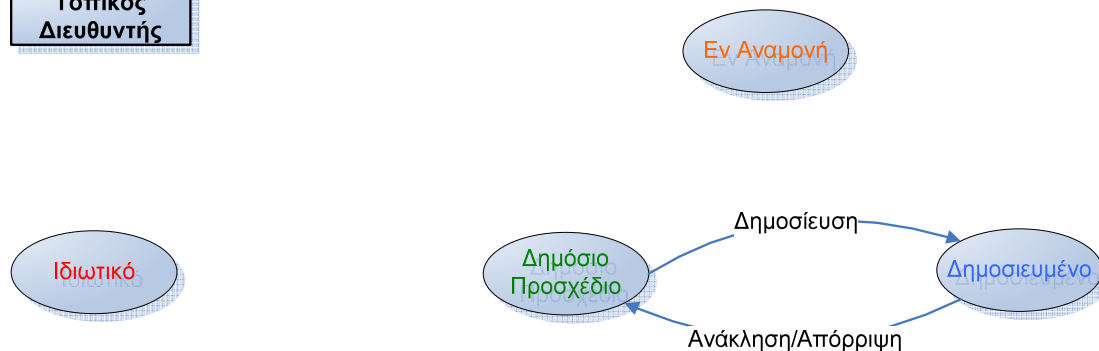 Τοπικός
Διευθυντής
Εν Αναμονή
Δημοσίευση
Ιδιωτικό
Δημόσιο
Προσχέδιο
Δημοσιευμένο
Ανάκληση/Απόρριψη